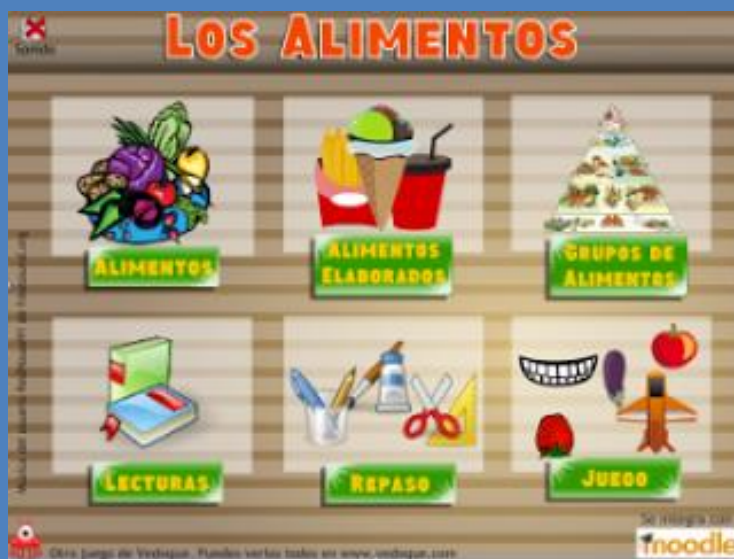 Sonido
LOS ALIMENTOS
ALIMENTOS
ALIMENTOS
ELABORADOS
GRUPOS DE
ALIMENTOS
LECTURAS
REPASO
JUEGO
Se integra con
moodle
Otro juego de Vedoque. Puedes verlos todos en www.vedoque.com